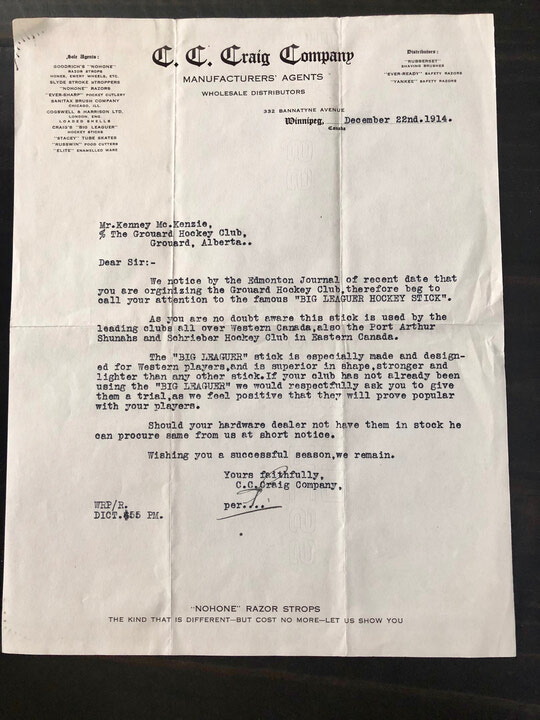 Sole Agents:
GOODRICH'S "NOHONE"
RAZOR STROPS
HONES, EMERY WHEELS, ETC.
SLYDE STROKE STROPPERS
"NOHONE" RAZORS
"EVER-SHARP" POCKET CUTLERY
SANITAX BRUSH COMPANY
CHICAGO, ILL.
COGSWELL & HARRISON LTD.
LONDON, ENG.
LOADED SHELLS
CRAIG'S "BIG LEAGUER"
HOCKEY STICKS
"STACEY" TUBE SKATES
"RUSSWIN" FOOD CUTTERS
"ELITE" ENAMELLED WARE
C. C. Craig Company
MANUFACTURERS' AGENTS
WHOLESALE DISTRIBUTORS
Distributors:
"RUBBERSET"
SHAVING BRUSHES
"EVER-READY" SAFETY RAZORS
"YANKEE" SAFETY RAZORS
332 BANNATYNE AVENUE
Winnipeg, December 22nd.1914.
Canada
Mr.Kenney Mc.Kenzie,
% The Grouard Hockey Club,
Grouard, Alberta..
Dear Sir:-
We notice by the Edmonton Journal of recent date that
you are orginizing the Grouard Hockey Club,therefore beg to
call your attention to the famous "BIG LEAGUER HOCKEY STICK".
As you are no doubt aware this stick is used by the
leading clubs all over Western Canada,also the Port Arthur
Shunahs and Schrieber Hockey Club in Eastern Canada.
The "BIG LEAGUER" stick is especially made and design-
ed for Western players,and is superior in shape,stronger and
lighter than any other stick.If your club has not already been
using the "BIG LEAGUER" we would respectfully ask you to give
them a trial,as we feel positive that they will prove popular
with your players.
Should your hardware dealer not have them in stock he
can procure same from us at short notice.
Wishing you a successful season,we remain.
Yours faithfully,
C.C.Craig Company,
per.
WRP/R.
DICT. 55 PM.
"NOHONE" RAZOR STROPS
THE KIND THAT IS DIFFERENT—BUT COST NO MORE—LET US SHOW YOU